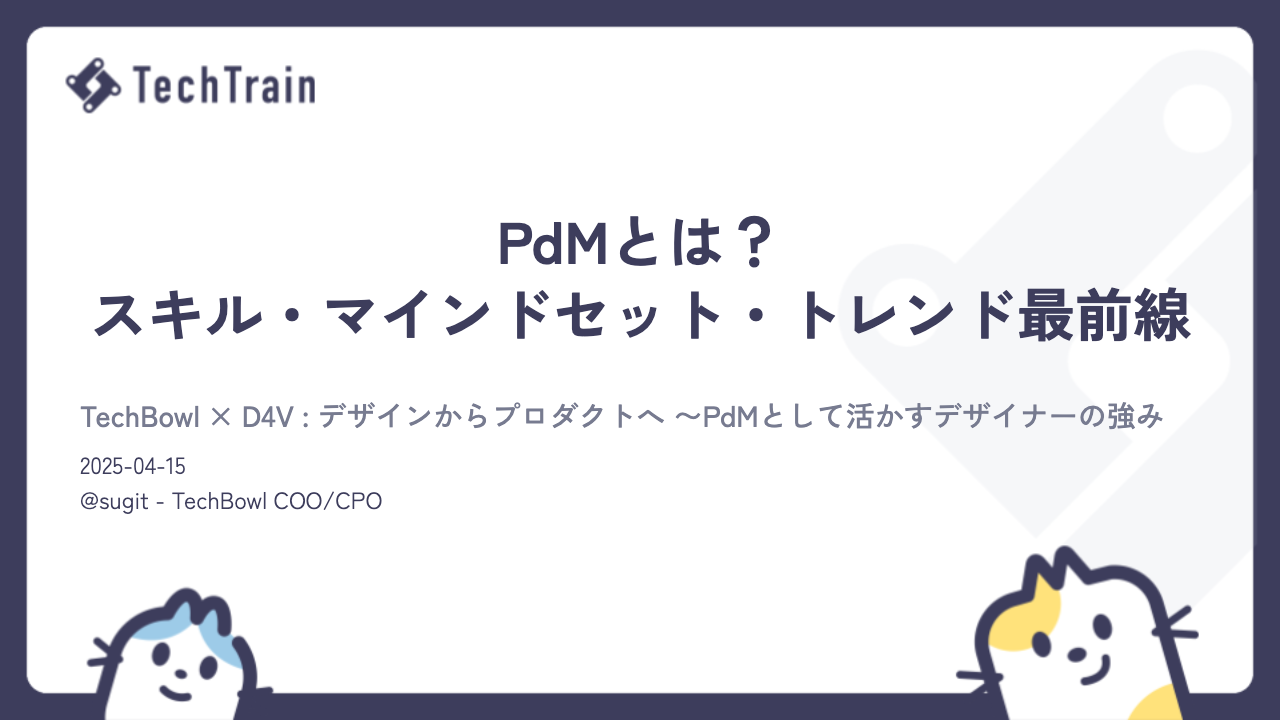 TechTrain
PdMとは？
スキル・マインドセット・トレンド最前線
TechBowl × D4V : デザインからプロダクトへ 〜PdMとして活かすデザイナーの強み
2025-04-15
@sugit - TechBowl COO/CPO